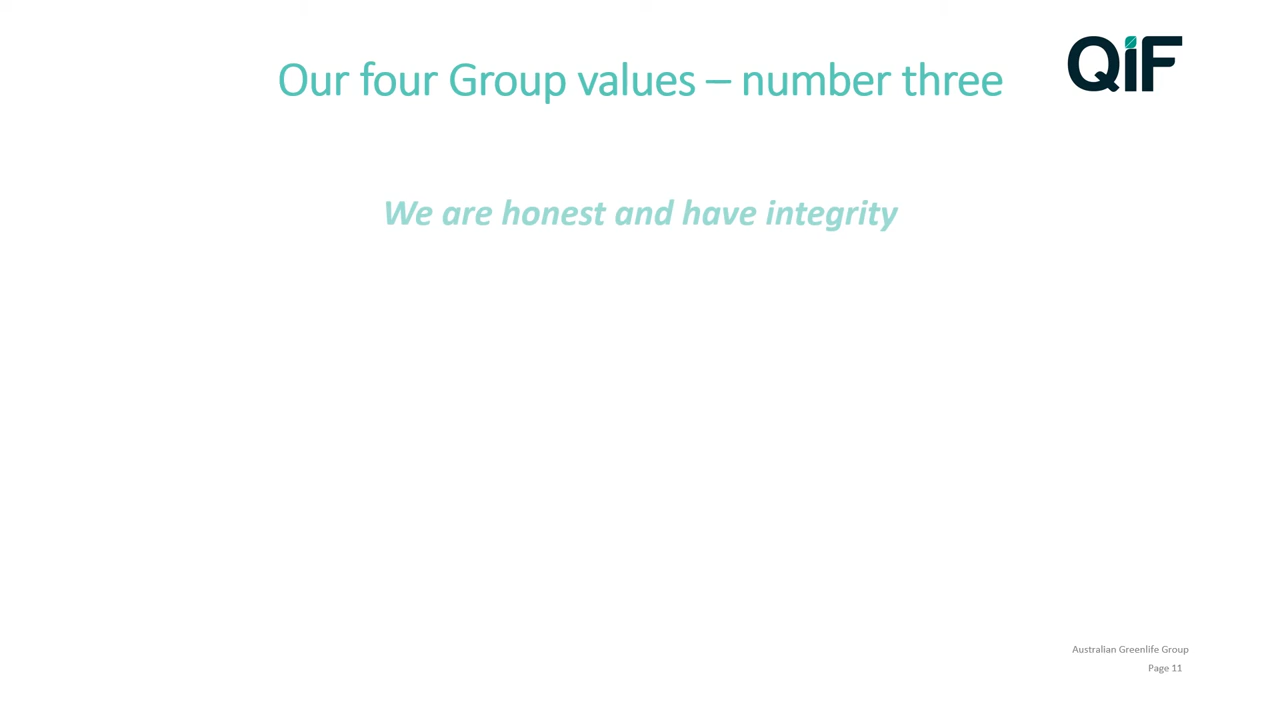 QiF
Our four Group values – number three
We are honest and have integrity
Australian Greenlife Group
Page 11